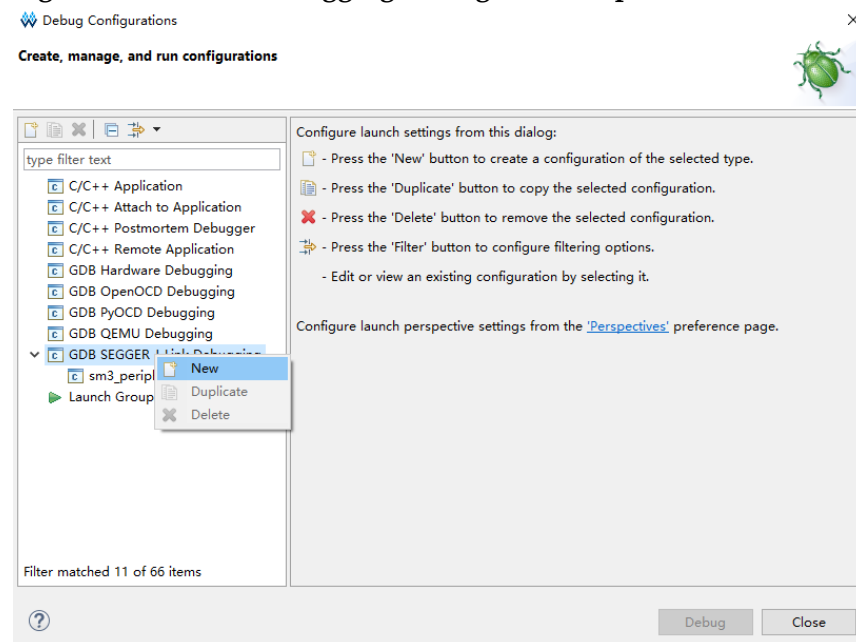 Debug Configurations
Create, manage, and run configurations
type filter text
C/C++ Application
C/C++ Attach to Application
C/C++ Postmortem Debugger
C/C++ Remote Application
GDB Hardware Debugging
GDB OpenOCD Debugging
GDB PyOCD Debugging
GDB QEMU Debugging
GDB SEGGER J-Link Debugging
sm3_peripl
Launch Group
New
Duplicate
Delete
Filter matched 11 of 66 items
Configure launch settings from this dialog:
- Press the 'New' button to create a configuration of the selected type.
- Press the 'Duplicate' button to copy the selected configuration.
- Press the 'Delete' button to remove the selected configuration.
- Press the 'Filter' button to configure filtering options.
- Edit or view an existing configuration by selecting it.
Configure launch perspective settings from the 'Perspectives' preference page.
Debug
Close